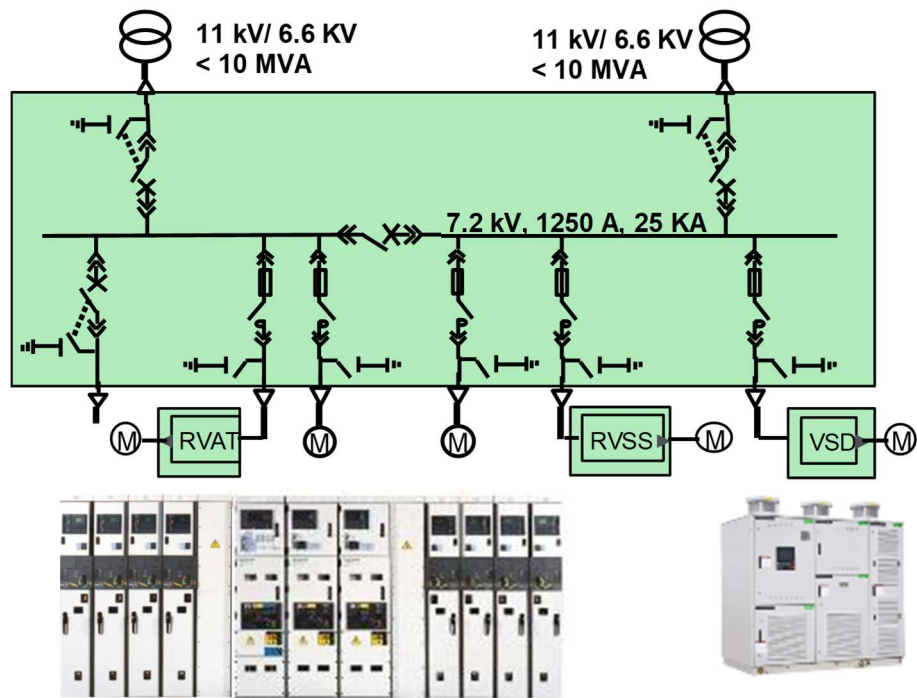 11 kV/ 6.6 KV
< 10 MVA
11 kV/ 6.6 KV
< 10 MVA
7.2 kV, 1250 A, 25 KA
M
RVAT
M
M
RVSS
M
VSD
M